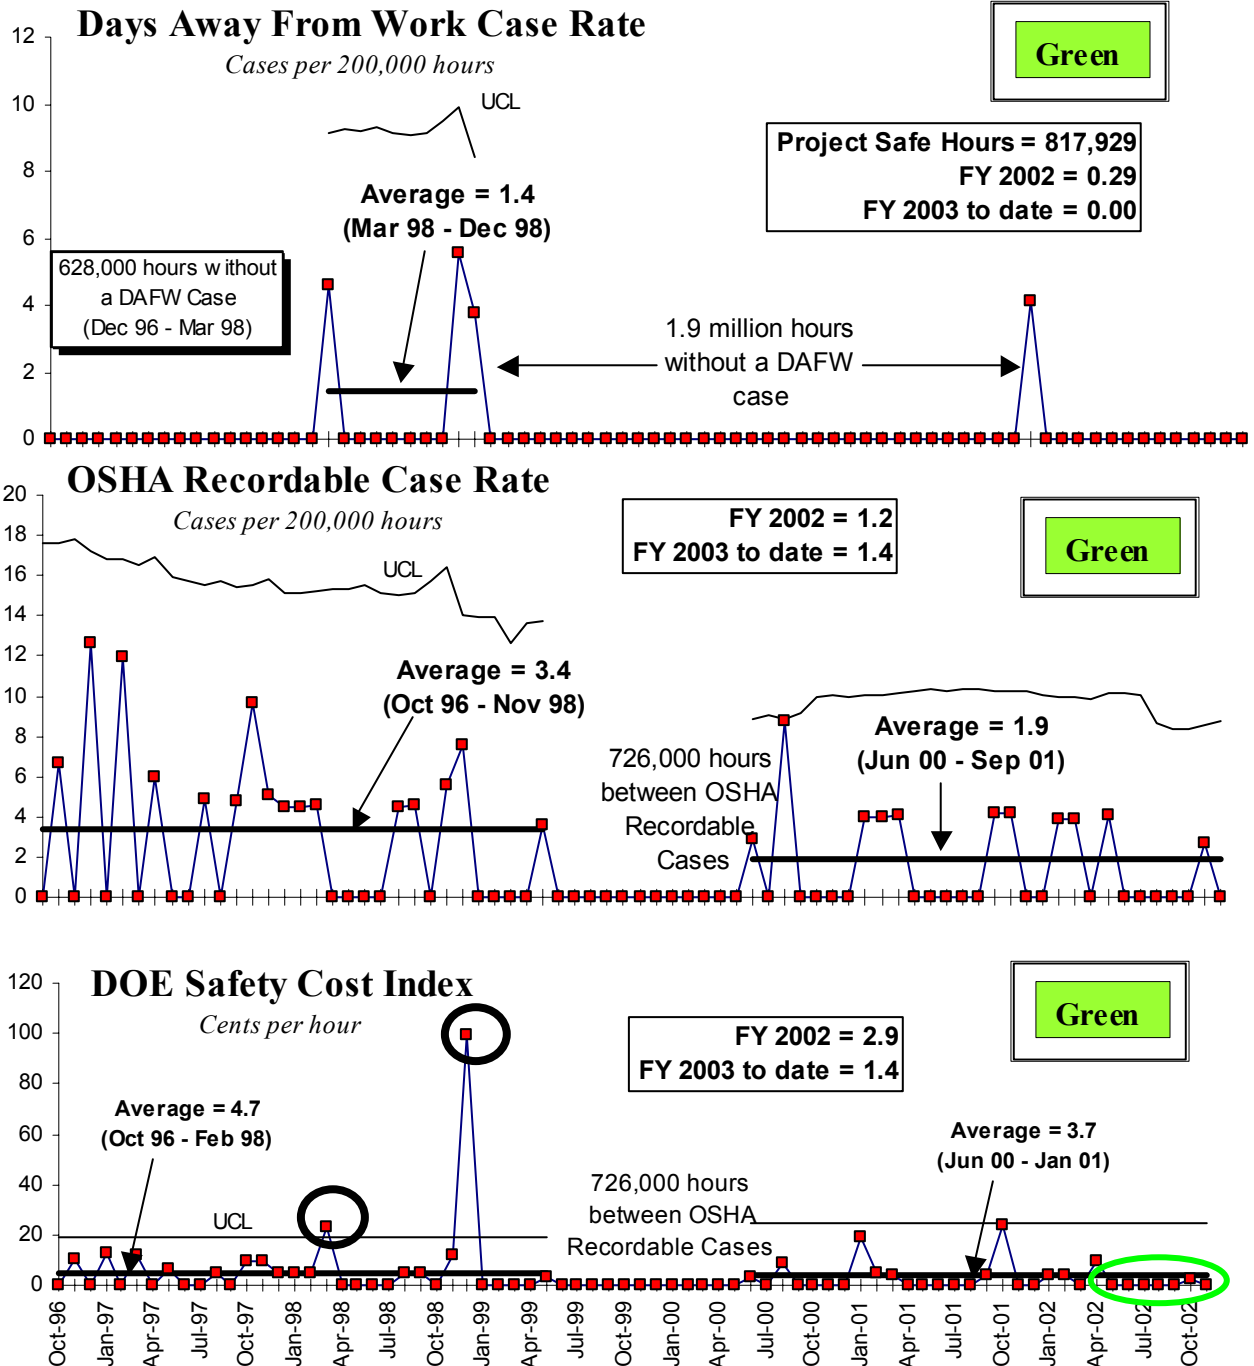 Days Away From Work Case Rate
Cases per 200,000 hours
Green
12
10
8
6
4
2
0
UCL
Project Safe Hours = 817,929
FY 2002 = 0.29
FY 2003 to date = 0.00
Average = 1.4
(Mar 98 - Dec 98)
628,000 hours without
a DAFW Case
(Dec 96 - Mar 98)
1.9 million hours
without a DAFW
case
OSHA Recordable Case Rate
Cases per 200,000 hours
20
18
16
14
12
10
8
6
4
2
0
UCL
FY 2002 = 1.2
FY 2003 to date = 1.4
Green
Average = 3.4
(Oct 96 - Nov 98)
726,000 hours
between OSHA
Recordable
Cases
Average = 1.9
(Jun 00 - Sep 01)
DOE Safety Cost Index
Cents per hour
120
100
80
60
40
20
0
FY 2002 = 2.9
FY 2003 to date = 1.4
Green
Average = 4.7
(Oct 96 - Feb 98)
UCL
726,000 hours
between OSHA
Recordable Cases
Average = 3.7
(Jun 00 - Jan 01)
Oct-96
Jan-97
Apr-97
Jul-97
Oct-97
Jan-98
Apr-98
Jul-98
Oct-98
Jan-99
Apr-99
Jul-99
Oct-99
Jan-00
Apr-00
Jul-00
Oct-00
Jan-01
Apr-01
Jul-01
Oct-01
Jan-02
Apr-02
Jul-02
Oct-02